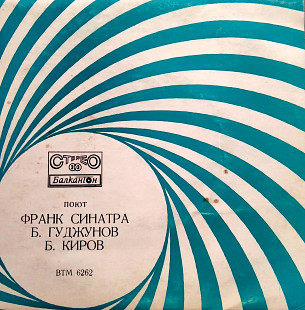 СТЕРЕО
Балкантон
ПОЮТ
ФРАНК СИНАТРА
Б. ГУДЖУНОВ
Б. КИРОВ
ВТМ 6262